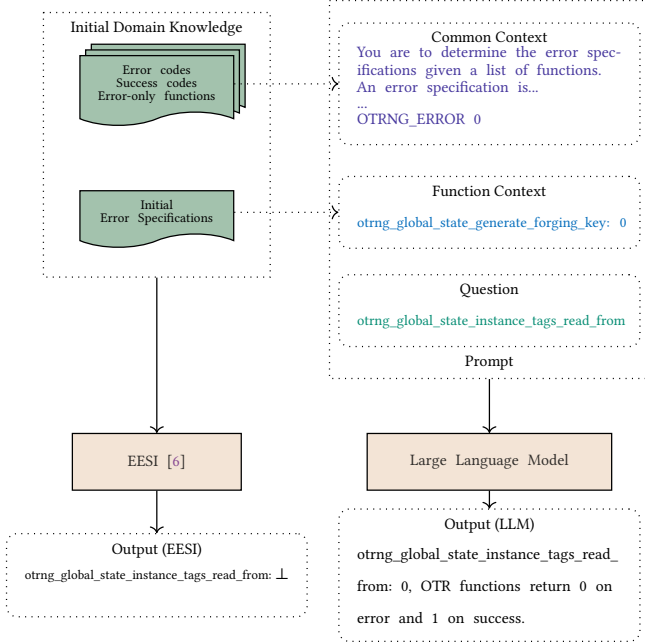 Initial Domain Knowledge
Error codes
Success codes
Error-only functions
Initial
Error Specifications
Common Context
You are to determine the error spec-
ifications given a list of functions.
An error specification is...
...
OTRNG_ERROR 0
Function Context
otrng_global_state_generate_forging_key: 0
Question
otrng_global_state_instance_tags_read_from
Prompt
EESI [6]
Large Language Model
Output (EESI)
otrng_global_state_instance_tags_read_from: ⊥
Output (LLM)
otrng_global_state_instance_tags_read_
from: 0, OTR functions return 0 on
error and 1 on success.